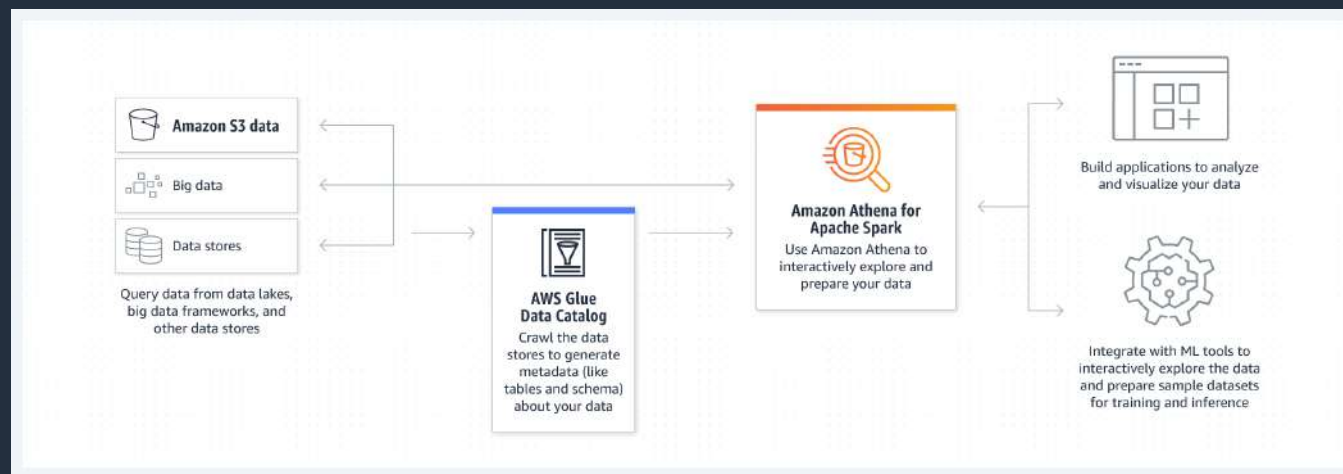 Amazon S3 data
Big data
Data stores
Query data from data lakes,
big data frameworks, and
other data stores
AWS Glue
Data Catalog
Crawl the data
stores to generate
metadata (like
tables and schema)
about your data
Amazon Athena for
Apache Spark
Use Amazon Athena to
interactively explore and
prepare your data
Build applications to analyze
and visualize your data
Integrate with ML tools to
interactively explore the data
and prepare sample datasets
for training and inference